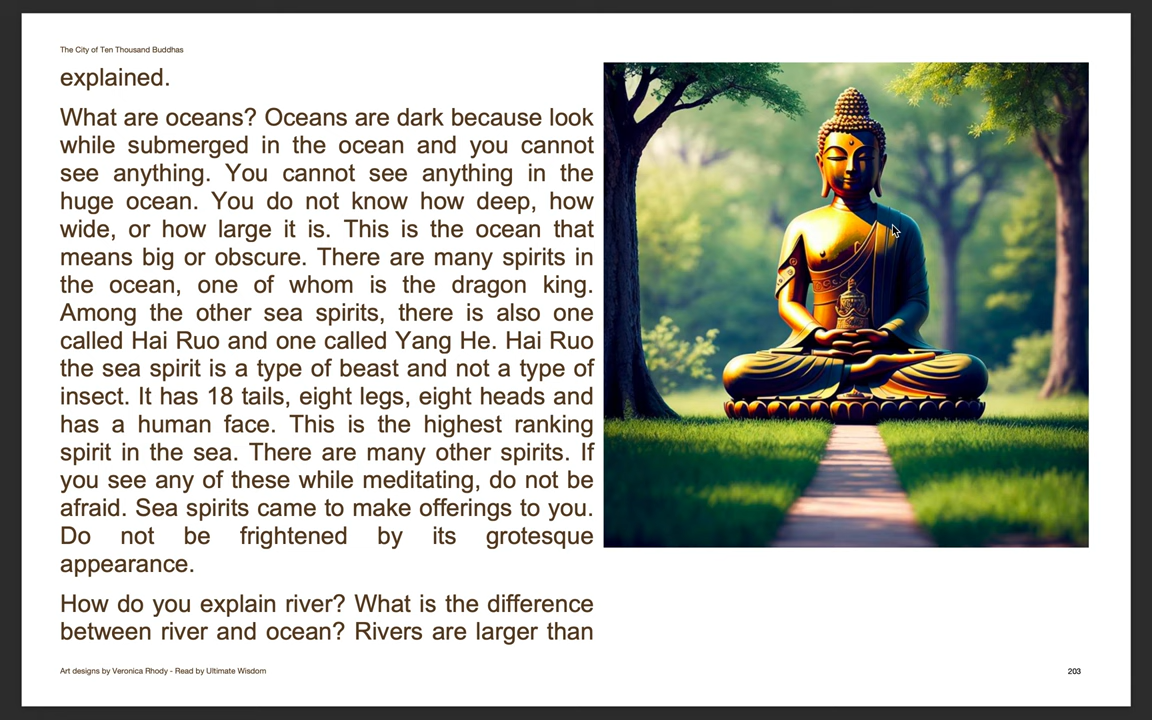 The City of Ten Thousand Buddhas
explained.
What are oceans? Oceans are dark because look
while submerged in the ocean and you cannot
see anything. You cannot see anything in the
huge ocean. You do not know how deep, how
wide, or how large it is. This is the ocean that
means big or obscure. There are many spirits in
the ocean, one of whom is the dragon king.
Among the other sea spirits, there is also one
called Hai Ruo and one called Yang He. Hai Ruo
the sea spirit is a type of beast and not a type of
insect. It has 18 tails, eight legs, eight heads and
has a human face. This is the highest ranking
spirit in the sea. There are many other spirits. If
you see any of these while meditating, do not be
afraid. Sea spirits came to make offerings to you.
Do not be frightened by its grotesque
appearance.
How do you explain river? What is the difference
between river and ocean? Rivers are larger than
Art designs by Veronica Rhody - Read by Ultimate Wisdom
203